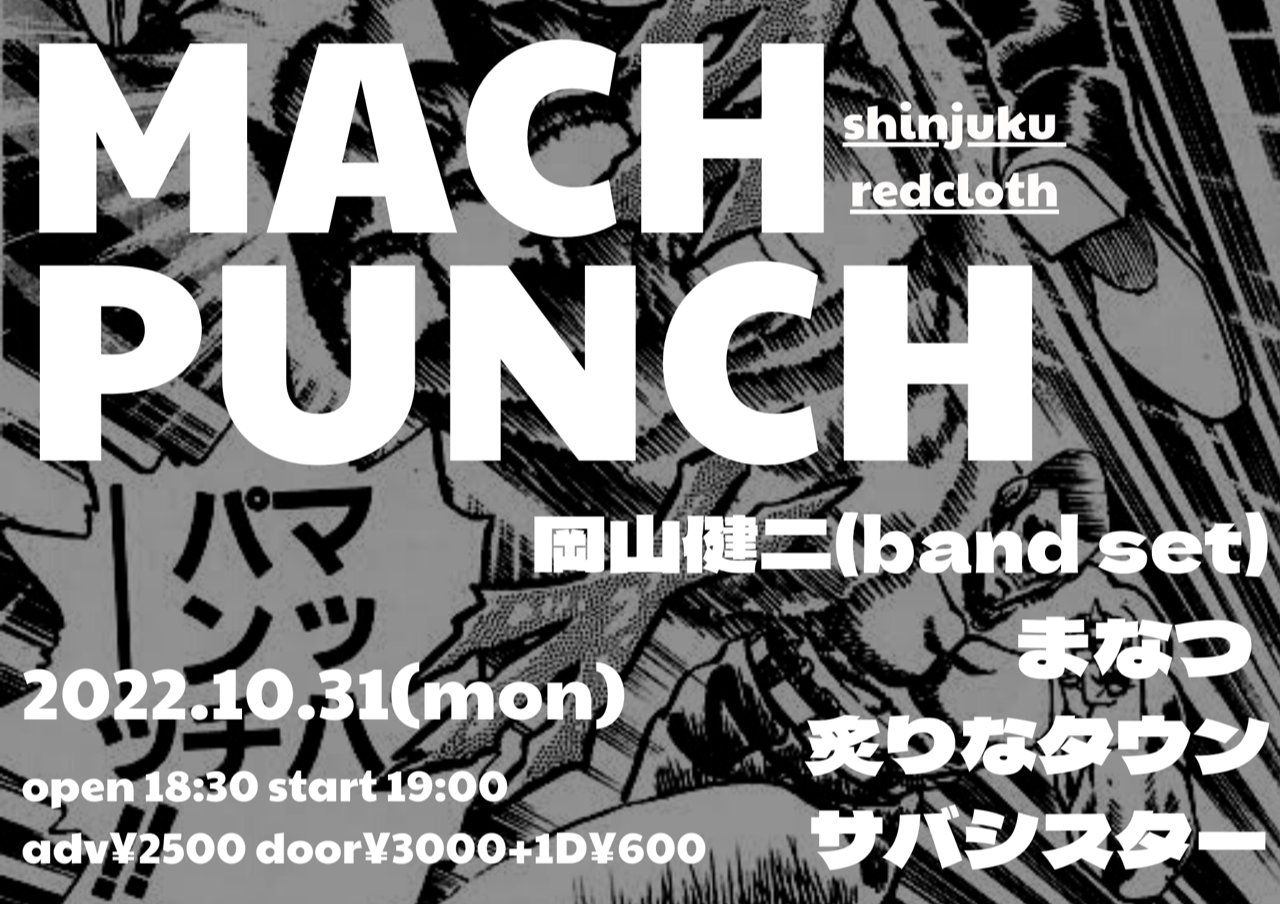 MACH
PUNCH
shinjuku
redcloth
マッハ
パンチ
ーッ!!
岡山健二(band set)
まなつ
炙りなタウン
サバシスター
2022.10.31(mon)
open 18:30 start 19:00
adv¥2500 door¥3000+1D¥600